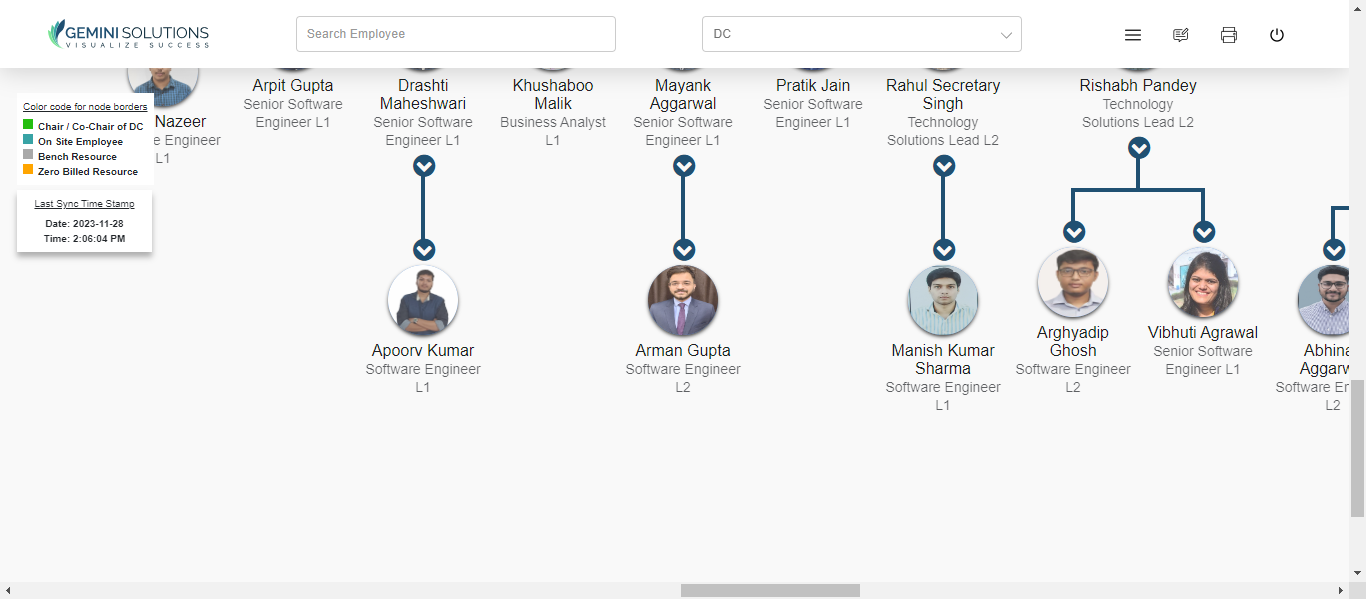 GEMINI SOLUTIONS
VISUALIZE SUCCESS
Search Employee
DC
Color code for node borders
Chair / Co-Chair of DC
On Site Employee
Bench Resource
Zero Billed Resource
Last Sync Time Stamp
Date: 2023-11-28
Time: 2:06:04 PM
Nazeer
e Engineer
L1
Arpit Gupta
Senior Software
Engineer L1
Drashti
Maheshwari
Senior Software
Engineer L1
Khushaboo
Malik
Business Analyst
L1
Mayank
Aggarwal
Senior Software
Engineer L1
Pratik Jain
Senior Software
Engineer L1
Rahul Secretary
Singh
Technology
Solutions Lead L2
Rishabh Pandey
Technology
Solutions Lead L2
Apoorv Kumar
Software Engineer
L1
Arman Gupta
Software Engineer
L2
Manish Kumar
Sharma
Software Engineer
L1
Arghyadip
Ghosh
Software Engineer
L2
Vibhuti Agrawal
Senior Software
Engineer L1
Abhina
Aggarw
Software Er
L2